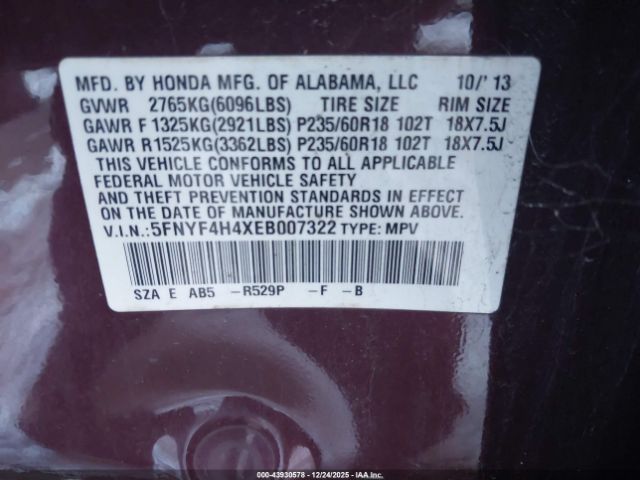 MFD. BY HONDA MFG. OF ALABAMA, LLC 10/'13
GVWR 2765KG(6096LBS) TIRE SIZE RIM SIZE
GAWR F 1325KG(2921LBS) P235/60R18 102T 18X7.5J
GAWR R1525KG(3362LBS) P235/60R18 102T 18X7.5J
THIS VEHICLE CONFORMS TO ALL APPLICABLE
FEDERAL MOTOR VEHICLE SAFETY
AND THEFT PREVENTION STANDARDS IN EFFECT
ON THE DATE OF MANUFACTURE SHOWN ABOVE.
V.I.N.:5FNYF4H4XEB007322 TYPE: MPV
SZA E AB5 -R529P -F -B
000-43930578 - 12/24/2025 - IAAI.com